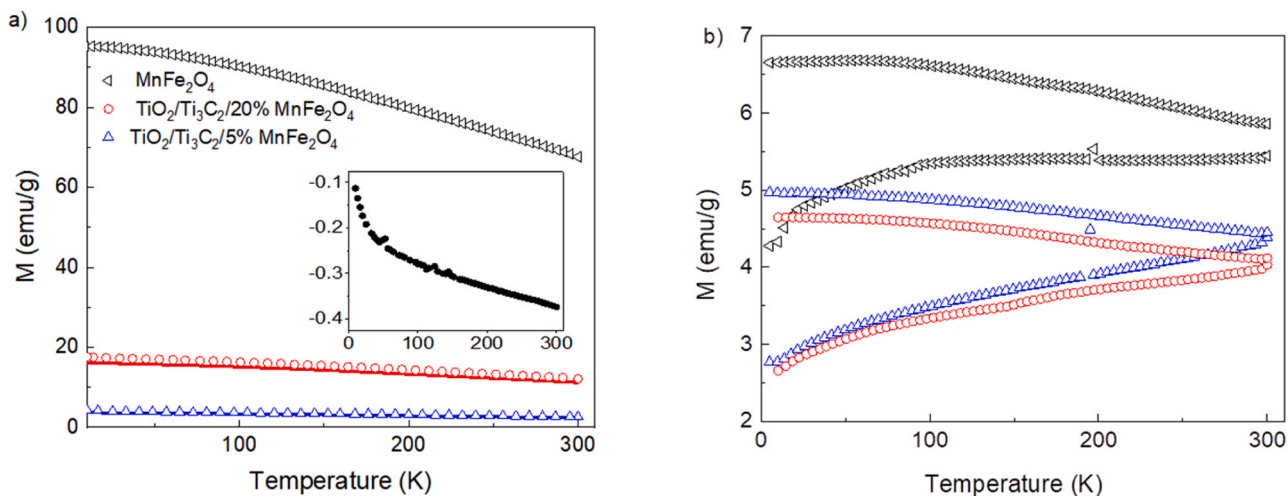 a)
M (emu/g)
100
80
60
40
20
0
MnFe₂O₄
TiO₂/Ti₃C₂/20% MnFe₂O₄
TiO₂/Ti₃C₂/5% MnFe₂O₄
-0.1
-0.2
-0.3
-0.4
0 100 200 300
0 100 200 300
Temperature (K)
b)
M (emu/g)
7
6
5
4
3
2
0 100 200 300
Temperature (K)